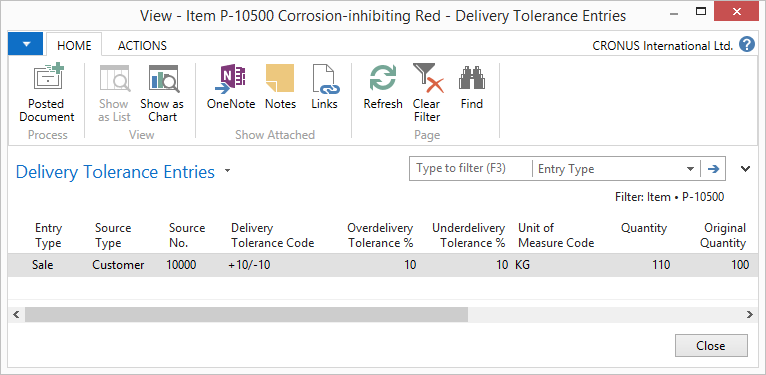 View - Item P-10500 Corrosion-inhibiting Red - Delivery Tolerance Entries
HOME ACTIONS CRONUS International Ltd. ?
Posted Document
Show as List
Show as Chart
OneNote
Notes
Links
Refresh
Clear Filter
Find
Process View Show Attached Page
Delivery Tolerance Entries
Type to filter (F3) Entry Type
Filter: Item • P-10500
Entry Type Source Type Source No. Delivery Tolerance Code Overdelivery Tolerance % Underdelivery Tolerance % Unit of Measure Code Quantity Original Quantity
Sale Customer 10000 +10/-10 10 10 KG 110 100
Close